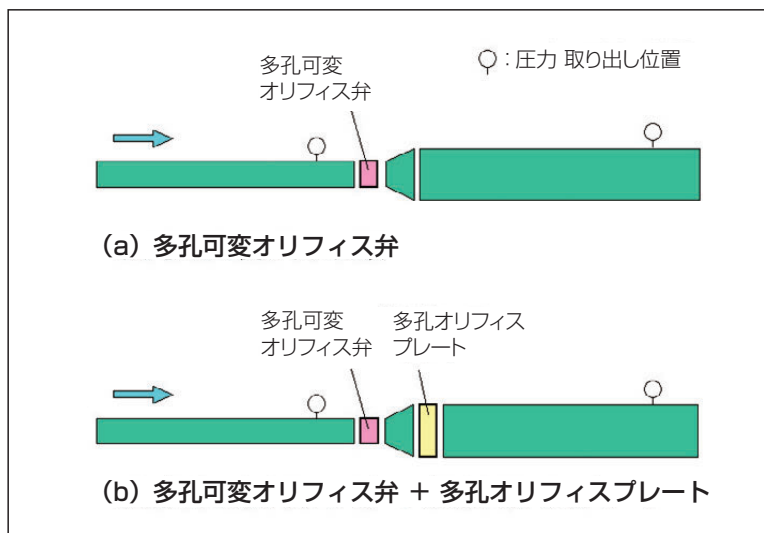 多孔可変
オリフィス弁
：圧力 取り出し位置
(a) 多孔可変オリフィス弁
多孔可変
オリフィス弁
多孔オリフィス
プレート
(b) 多孔可変オリフィス弁 + 多孔オリフィスプレート